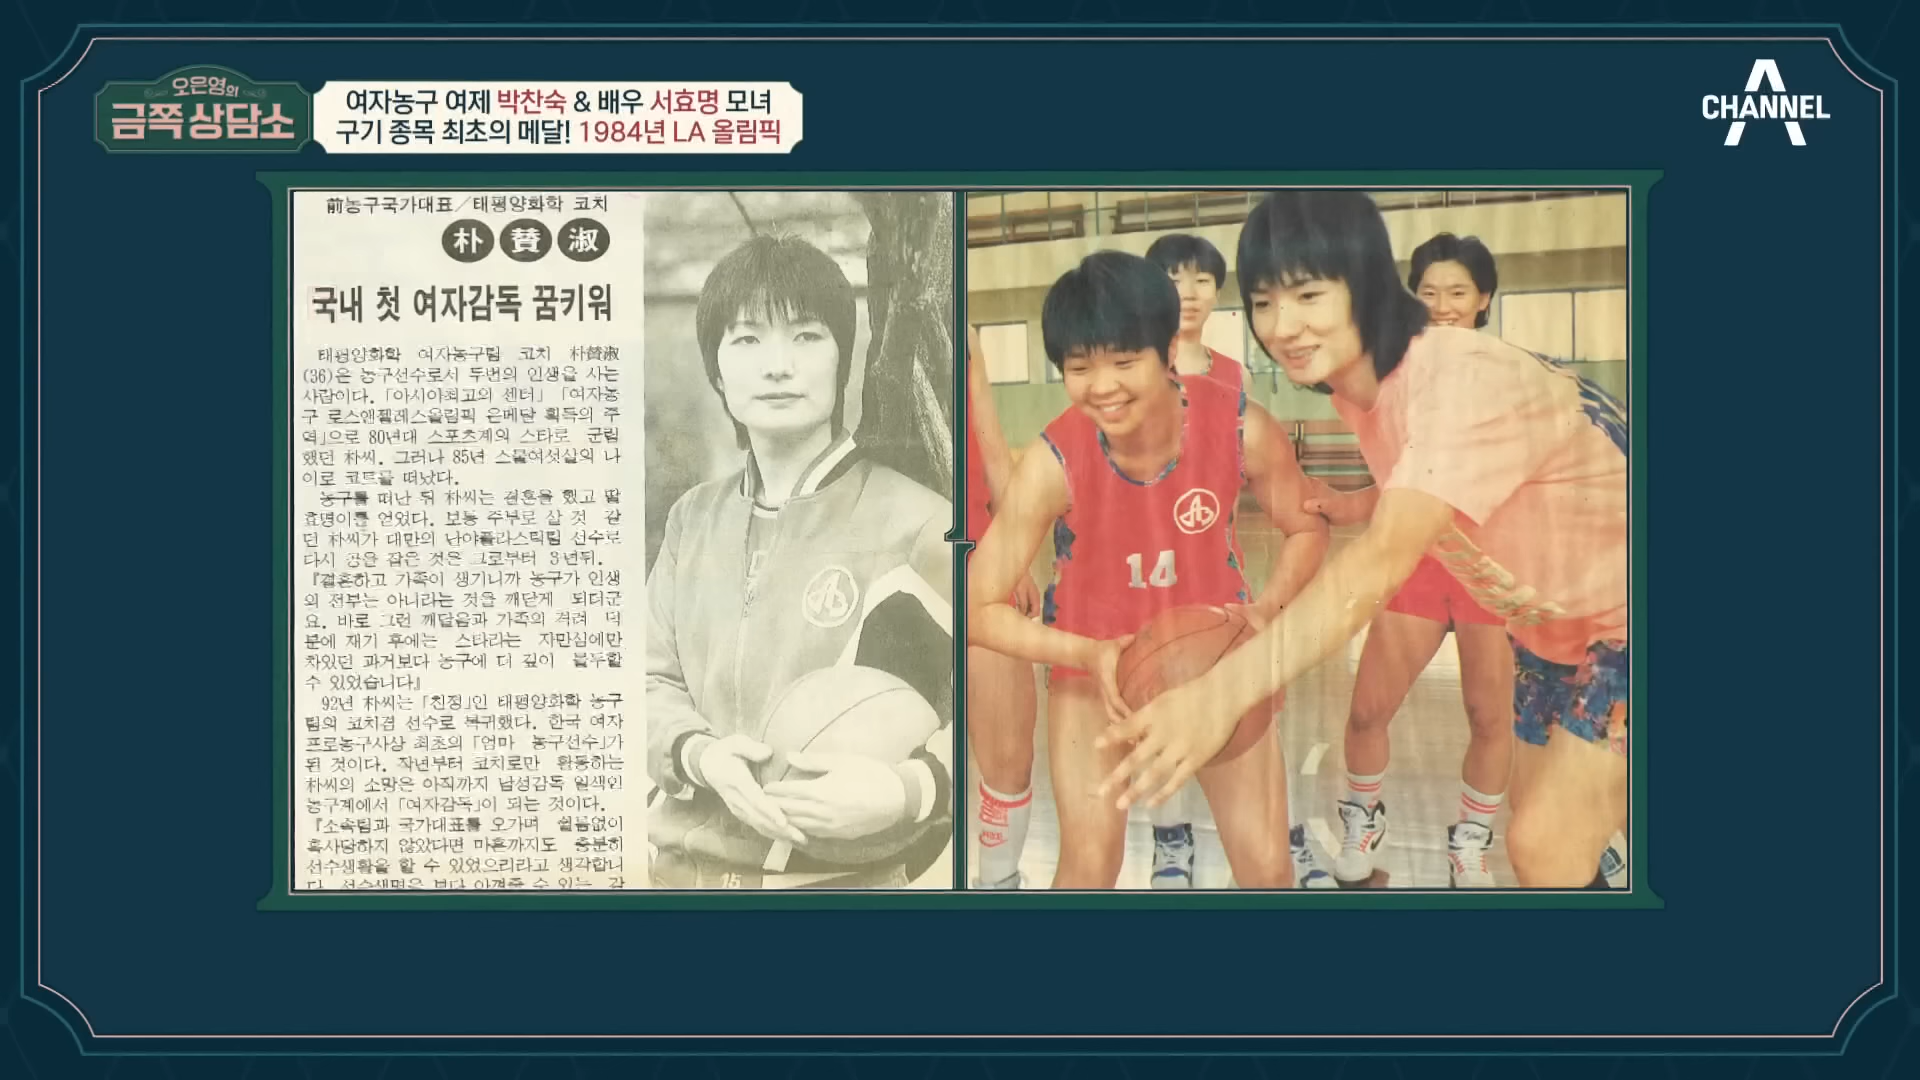 오은영의
금쪽 상담소
여자농구 여제 박찬숙 & 배우 서효명 모녀
구기 종목 최초의 메달! 1984년 LA 올림픽
CHANNEL A
前농구국가대표/태평양화학 코치
朴 贊 淑
국내 첫 여자감독 꿈키워
태평양화학 여자농구팀 코치 朴贊淑
(36)은 농구선수로서 두번의 인생을 사는
사람이다. 「아시아최고의 센터」 「여자농
구 로스앤젤레스올림픽 은메달 획득의 주
역」으로 80년대 스포츠계의 스타로 군림
했던 朴씨. 그러나 85년 스물여섯살의 나
이로 코트를 떠났다.
농구를 떠난 뒤 朴씨는 결혼을 했고 딸
효명이를 얻었다. 보통 주부로 살 것 같
던 朴씨가 대만의 난야플라스틱팀 선수로
다시 공을 잡은 것은 그로부터 3년뒤.
『결혼하고 가족이 생기니까 농구가 인생
의 전부는 아니라는 것을 깨닫게 되더군
요. 바로 그런 깨달음과 가족의 격려 덕
분에 재기 후에는 스타라는 자만심에만
차있던 과거보다 농구에 더 깊이 몰두할
수 있었습니다』
92년 朴씨는 「친정」인 태평양화학 농구
팀의 코치겸 선수로 복귀했다. 한국 여자
프로농구사상 최초의 「엄마 농구선수」가
된 것이다. 작년부터 코치로만 활동하는
朴씨의 소망은 아직까지 남성감독 일색인
농구계에서 「여자감독」이 되는 것이다.
『소속팀과 국가대표를 오가며 쉴틈없이
혹사당하지 않았다면 마흔까지도 충분히
선수생활을 할 수 있었으리라고 생각합니
다. 선수생명을 보다 아껴줄 수 있는 감
15
14